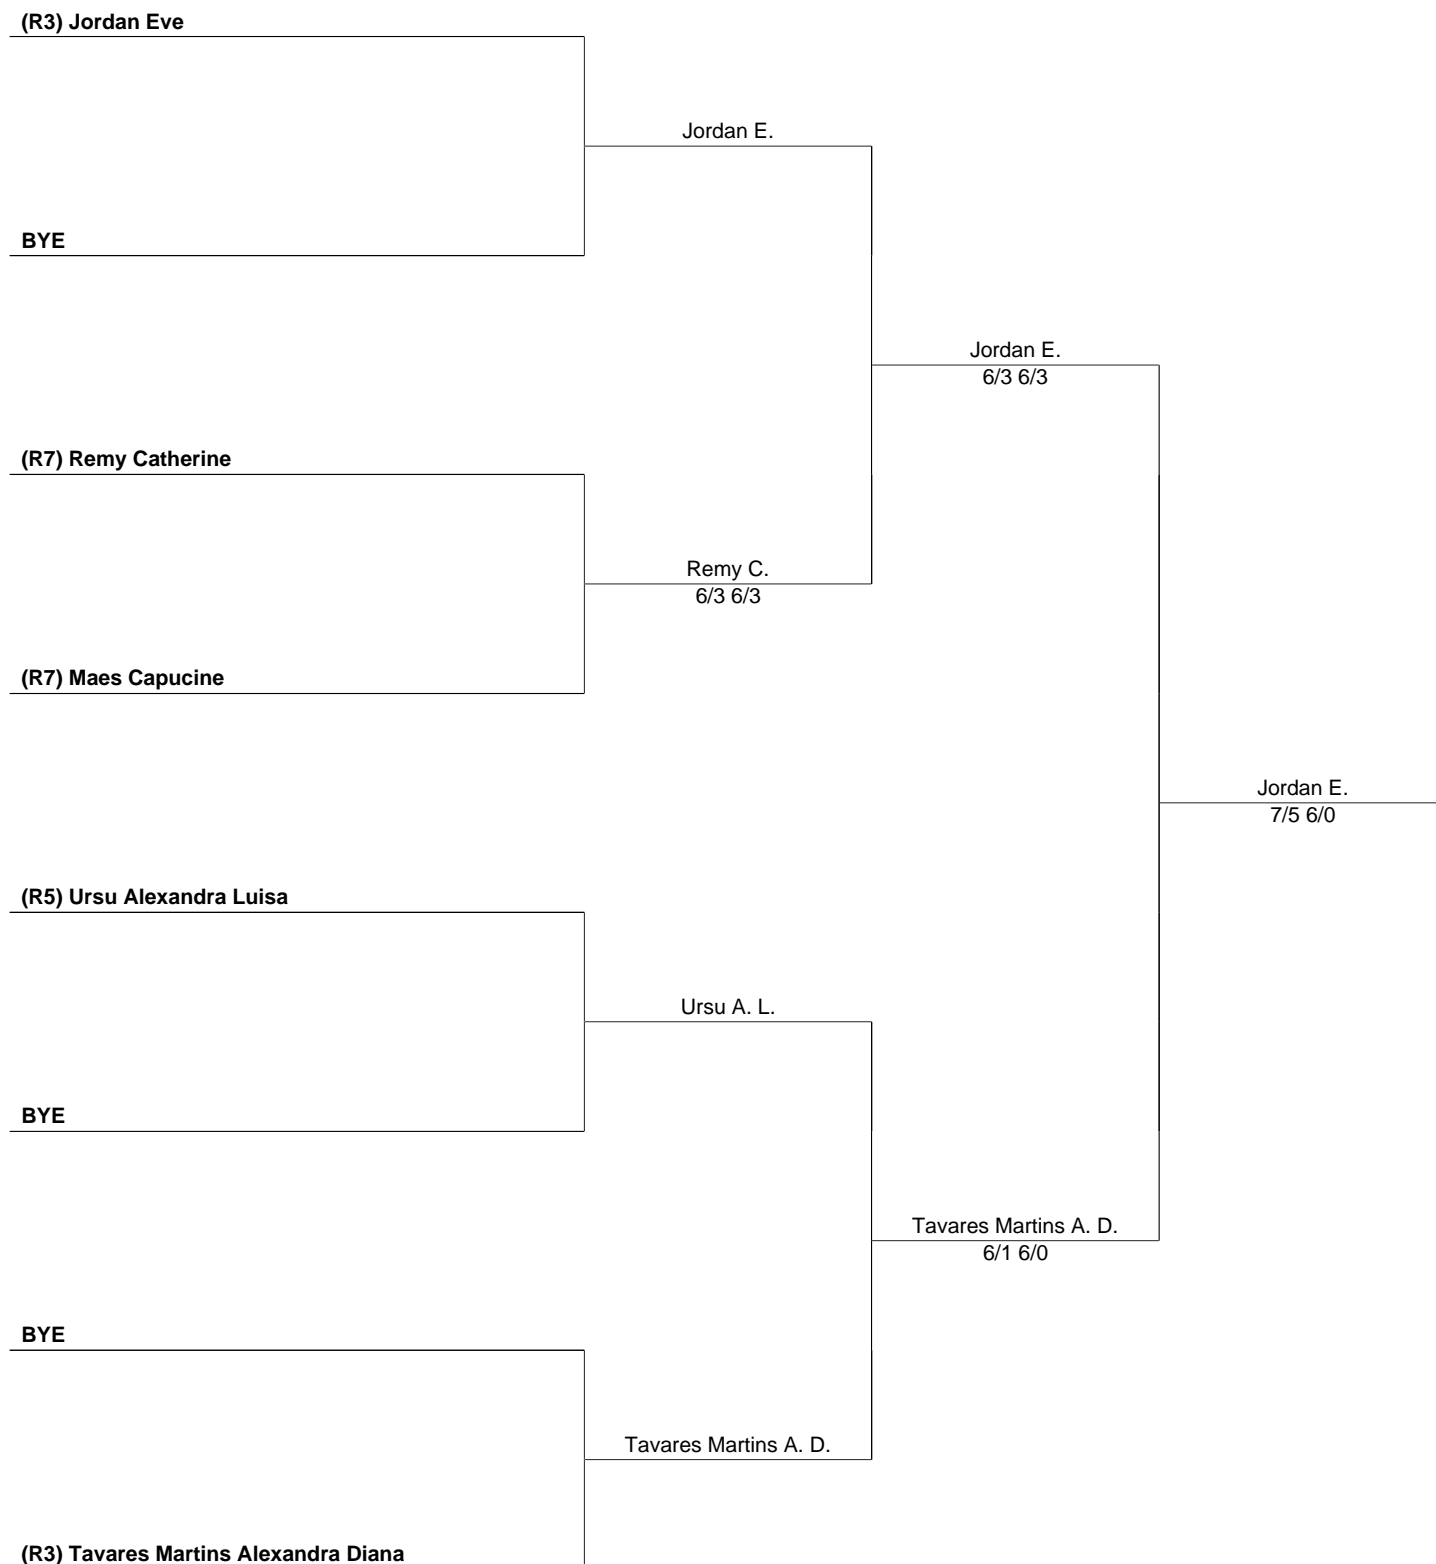 (R3) Jordan Eve
Jordan E.
BYE
Jordan E.
6/3 6/3
(R7) Remy Catherine
Remy C.
6/3 6/3
(R7) Maes Capucine
Jordan E.
7/5 6/0
(R5) Ursu Alexandra Luisa
Ursu A. L.
BYE
Tavares Martins A. D.
6/1 6/0
BYE
Tavares Martins A. D.
(R3) Tavares Martins Alexandra Diana